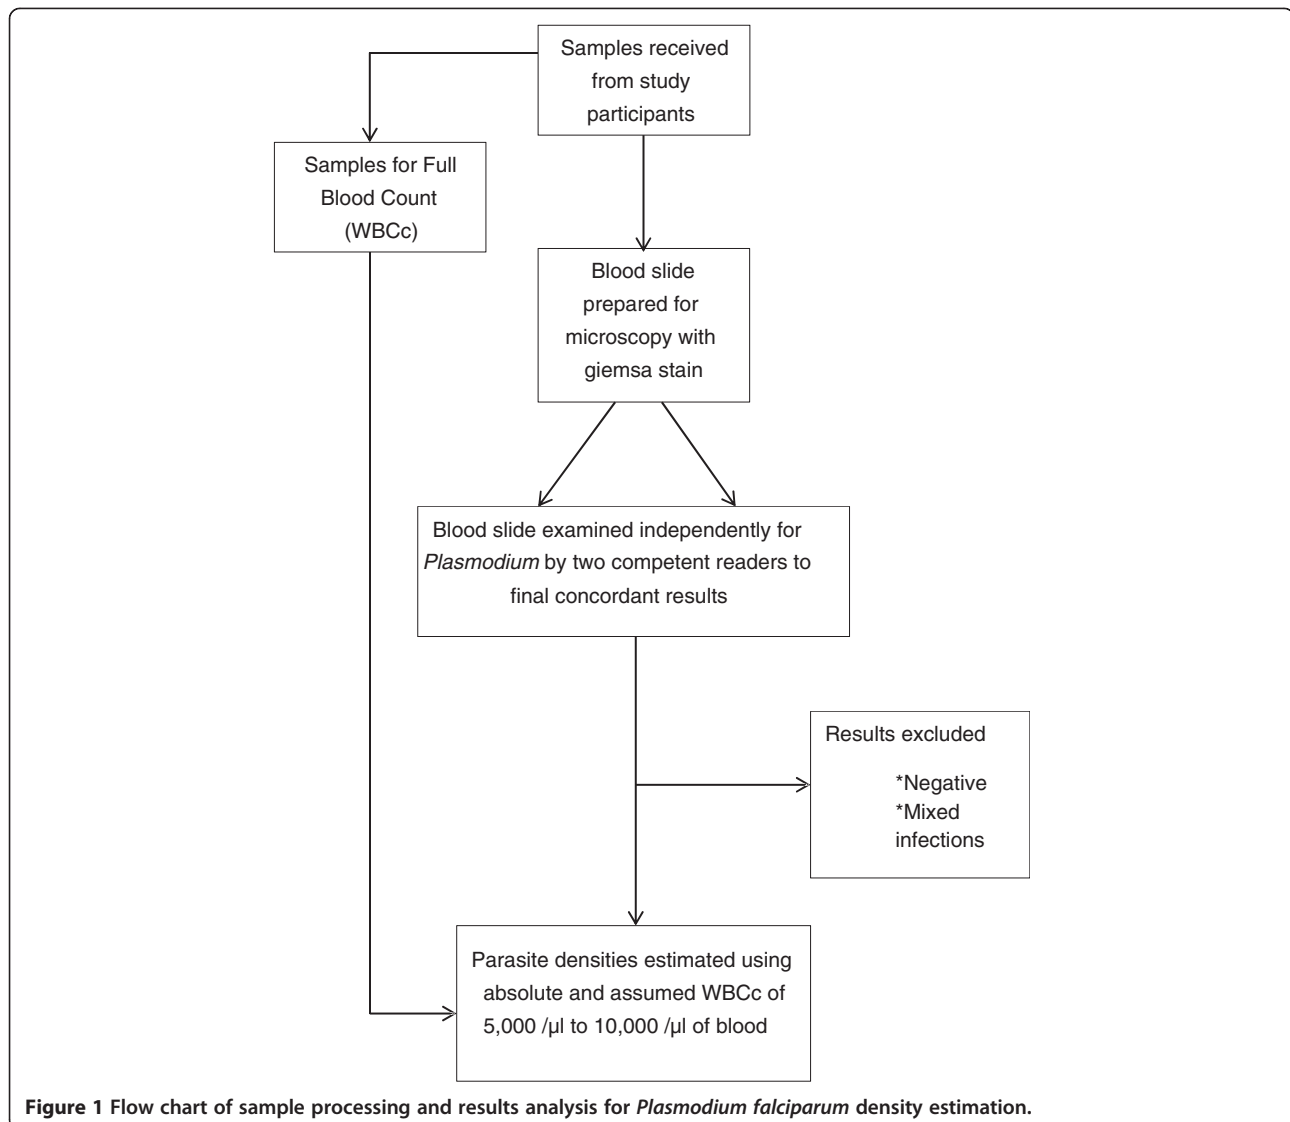 Samples received
from study
participants
Samples for Full
Blood Count
(WBCc)
Blood slide
prepared for
microscopy with
giemsa stain
Blood slide examined independently for
Plasmodium by two competent readers to
final concordant results
Results excluded
*Negative
*Mixed
infections
Parasite densities estimated using
absolute and assumed WBCc of
5,000 /µl to 10,000 /µl of blood
Figure 1 Flow chart of sample processing and results analysis for Plasmodium falciparum density estimation.